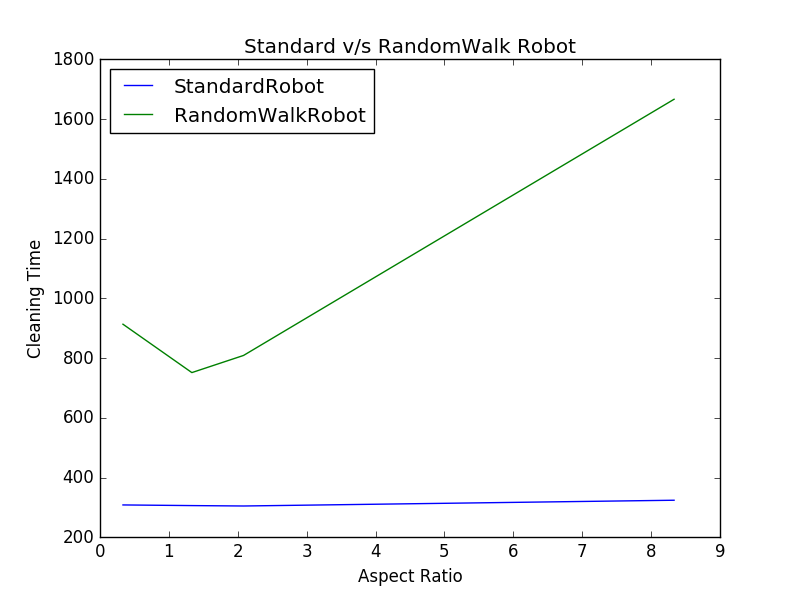 Standard v/s RandomWalk Robot
StandardRobot
RandomWalkRobot
1800
1600
1400
1200
1000
800
600
400
200
Cleaning Time
0 1 2 3 4 5 6 7 8 9
Aspect Ratio